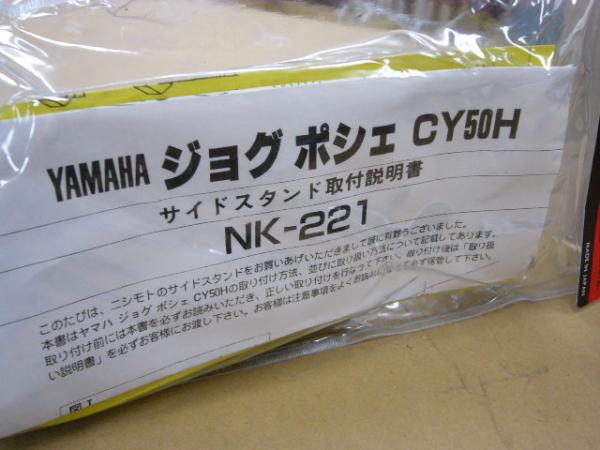 YAMAHA ジョグ ポシェ CY50H
サイドスタンド取付説明書
NK-221
このたびは、ニシモトのサイドスタンドをお買いあげいただきまして誠に有難うございました。
本書はヤマハ ジョグ ポシェ CY50Hの取り付け方法、並びに取り扱い方法について記載してあります。
取り付け前には本書を必ずお読みいただき、正しい取り付けを行なって下さい。取り付け後は「取り扱
い説明書」を必ずお客様にお渡し下さい。お客様は注意事項をよくお読みになって必ず保管して下さい。
図1
MADE IN JAPAN